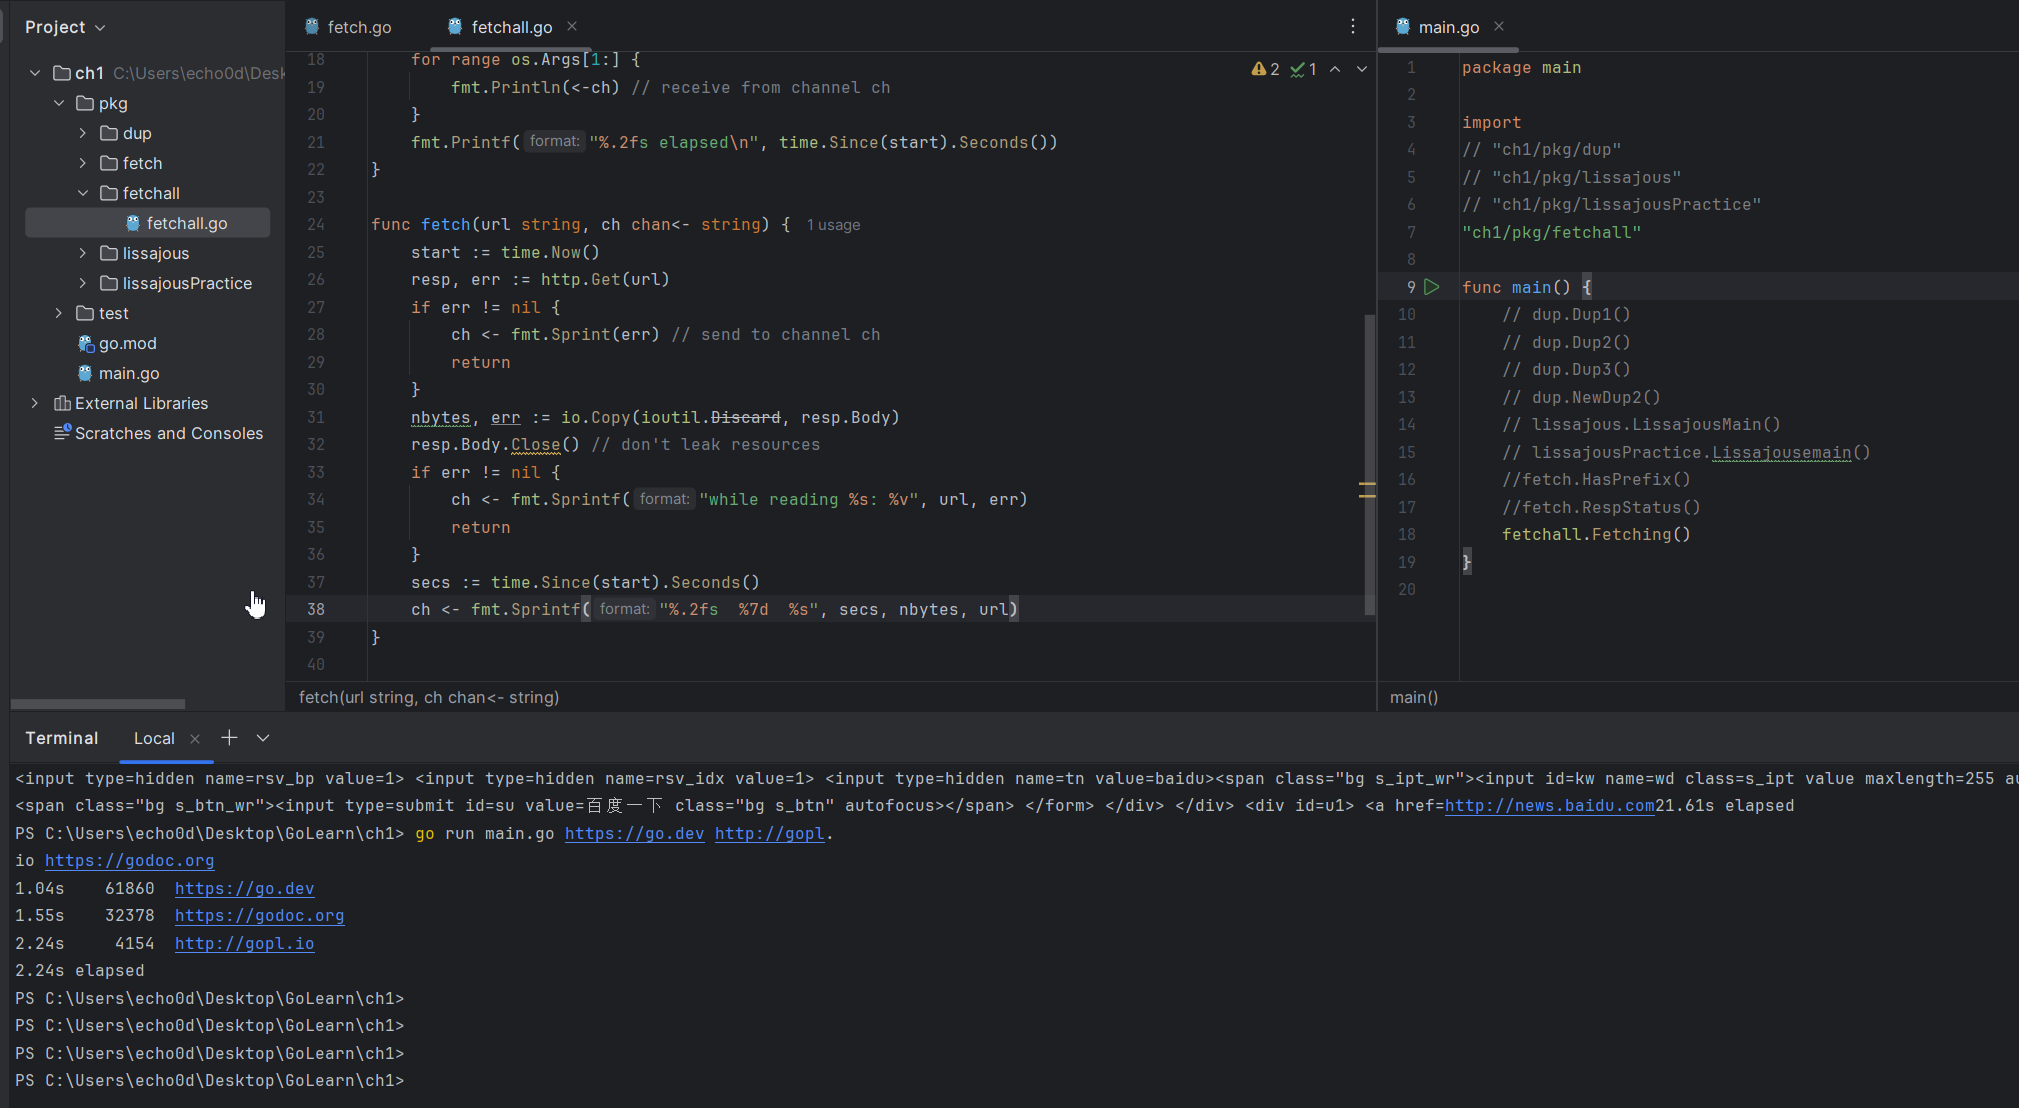 Project
ch1 C:\Users\echo0d\Desk
pkg
dup
fetch
fetchall
fetchall.go
lissajous
lissajousPractice
test
go.mod
main.go
External Libraries
Scratches and Consoles
fetch.go
fetchall.go
2 1
18 for range os.Args[1:] {
19 fmt.Println(<-ch) // receive from channel ch
20 }
21 fmt.Printf( format: "%.2fs elapsed\n", time.Since(start).Seconds())
22 }
23
24 func fetch(url string, ch chan<- string) { 1 usage
25 start := time.Now()
26 resp, err := http.Get(url)
27 if err != nil {
28 ch <- fmt.Sprint(err) // send to channel ch
29 return
30 }
31 nbytes, err := io.Copy(ioutil.Discard, resp.Body)
32 resp.Body.Close() // don't leak resources
33 if err != nil {
34 ch <- fmt.Sprintf( format: "while reading %s: %v", url, err)
35 return
36 }
37 secs := time.Since(start).Seconds()
38 ch <- fmt.Sprintf( format: "%.2fs  %7d  %s", secs, nbytes, url)
39 }
40
fetch(url string, ch chan<- string)
main.go
1 package main
2
3 import
4 // "ch1/pkg/dup"
5 // "ch1/pkg/lissajous"
6 // "ch1/pkg/lissajousPractice"
7 "ch1/pkg/fetchall"
8
9 func main() {
10 // dup.Dup1()
11 // dup.Dup2()
12 // dup.Dup3()
13 // dup.NewDup2()
14 // lissajous.LissajousMain()
15 // lissajousPractice.Lissajousemain()
16 //fetch.HasPrefix()
17 //fetch.RespStatus()
18 fetchall.Fetching()
19 }
20
main()
Terminal Local
<input type=hidden name=rsv_bp value=1> <input type=hidden name=rsv_idx value=1> <input type=hidden name=tn value=baidu><span class="bg s_ipt_wr"><input id=kw name=wd class=s_ipt value maxlength=255 au
<span class="bg s_btn_wr"><input type=submit id=su value=百度一下 class="bg s_btn" autofocus></span> </form> </div> </div> <div id=u1> <a href=http://news.baidu.com21.61s elapsed
PS C:\Users\echo0d\Desktop\GoLearn\ch1> go run main.go https://go.dev http://gopl.
io https://godoc.org
1.04s    61860  https://go.dev
1.55s    32378  https://godoc.org
2.24s     4154  http://gopl.io
2.24s elapsed
PS C:\Users\echo0d\Desktop\GoLearn\ch1>
PS C:\Users\echo0d\Desktop\GoLearn\ch1>
PS C:\Users\echo0d\Desktop\GoLearn\ch1>
PS C:\Users\echo0d\Desktop\GoLearn\ch1>